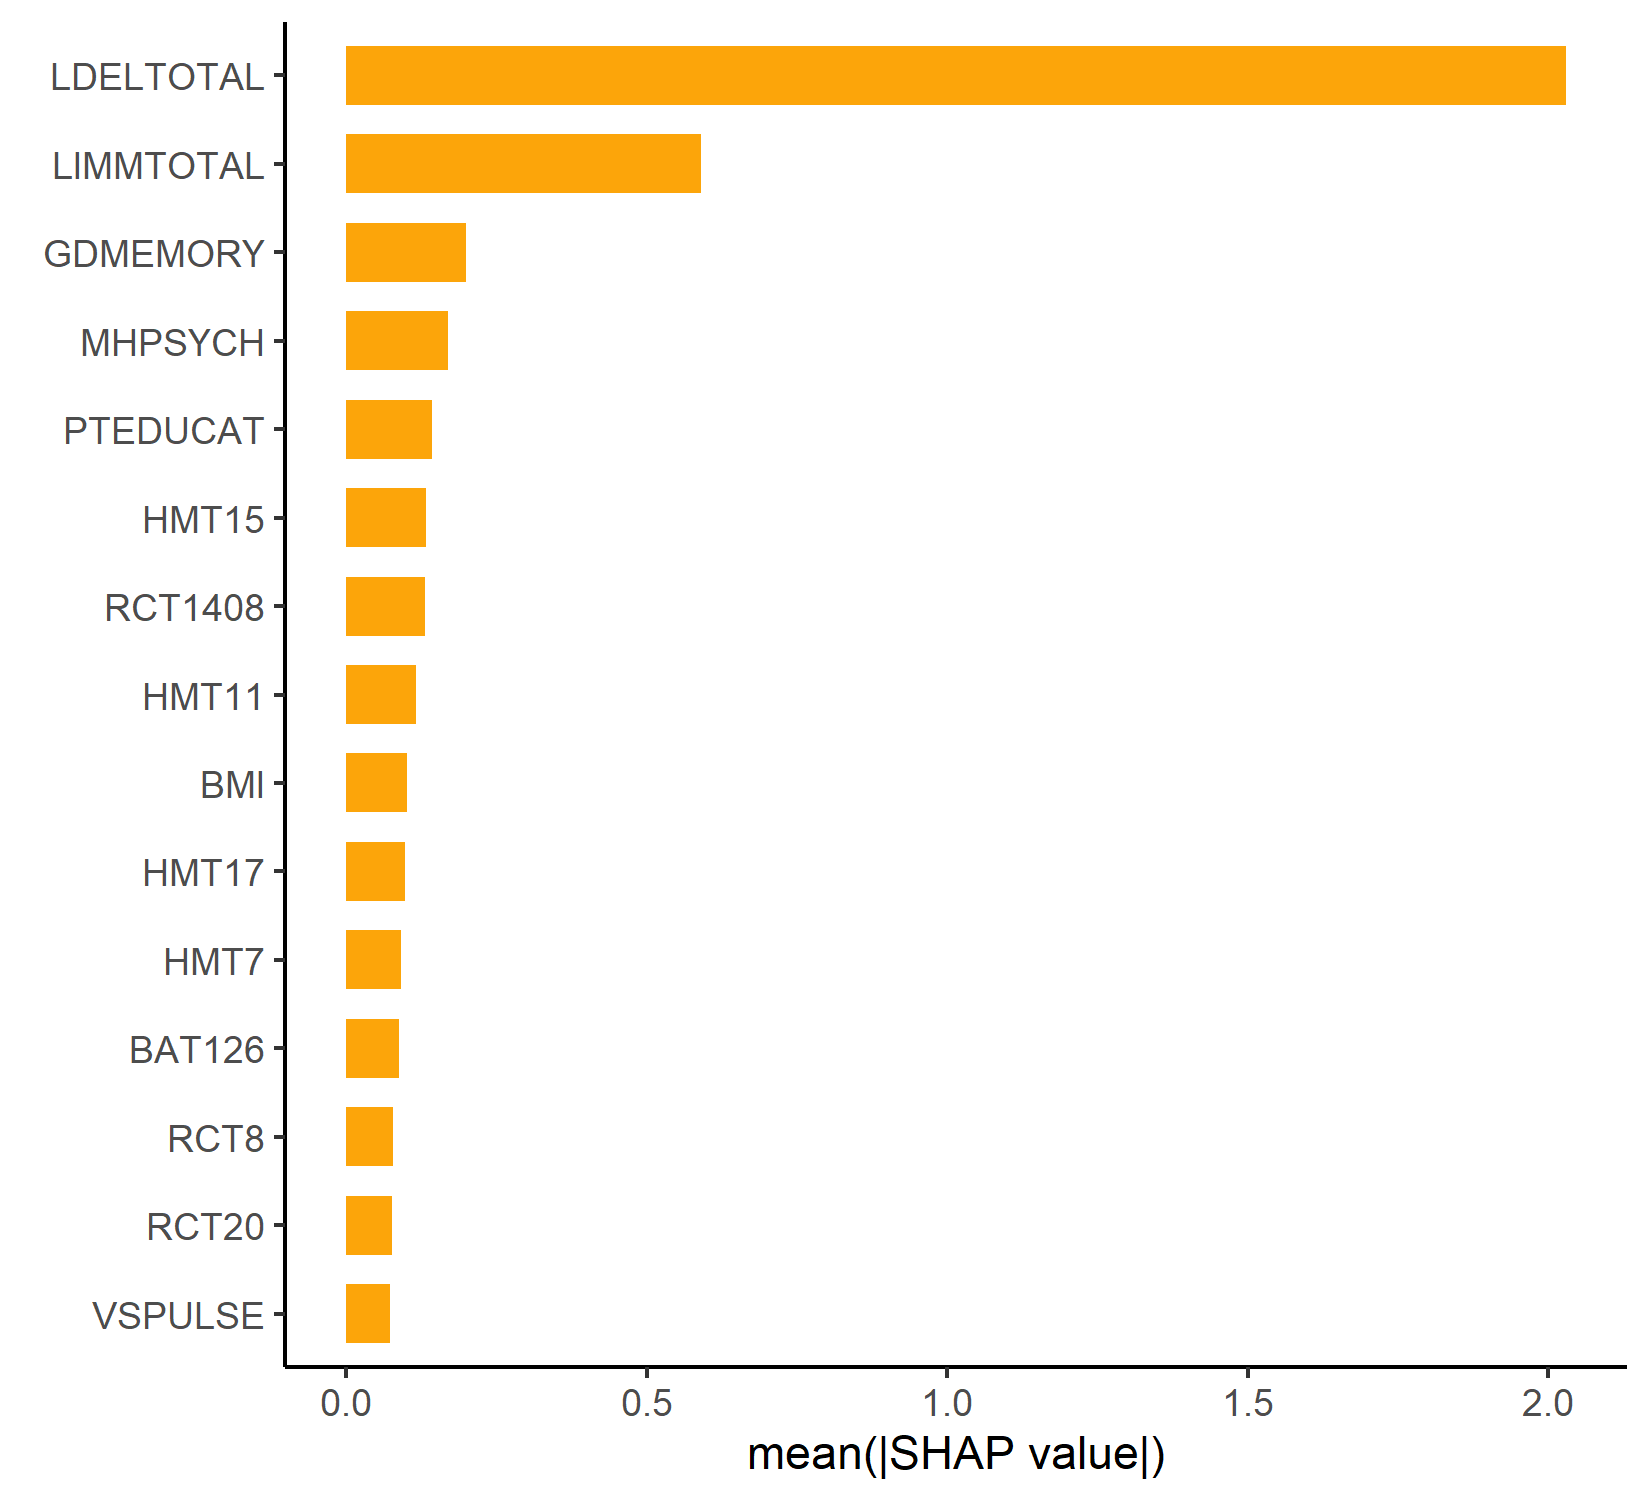 LDELTOTAL
LIMMTOTAL
GDMEMORY
MHPSYCH
PTEDUCAT
HMT15
RCT1408
HMT11
BMI
HMT17
HMT7
BAT126
RCT8
RCT20
VSPULSE
0.0 0.5 1.0 1.5 2.0
mean(|SHAP value|)